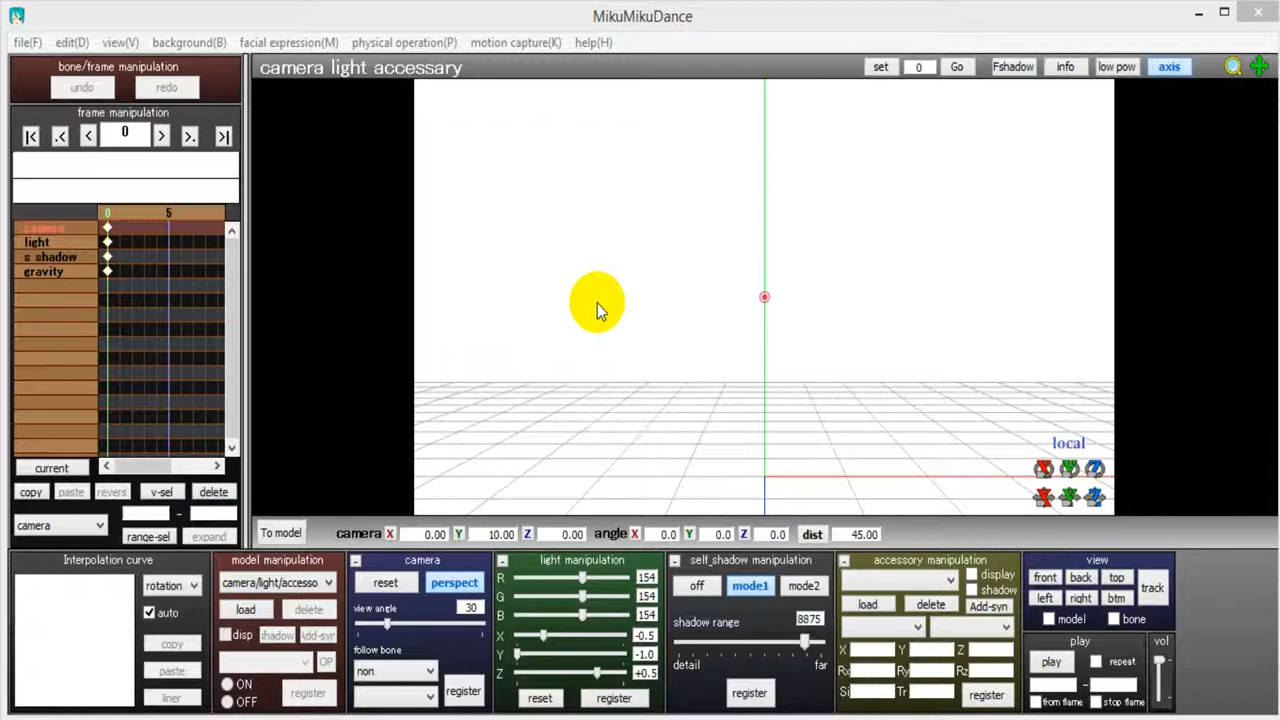 MikuMikuDance
file(F) edit(D) view(V) background(B) facial expression(M) physical operation(P) motion capture(K) help(H)
bone/frame manipulation
undo redo
frame manipulation
|< .< < 0 > >. >|
camera light accessary
set 0 Go Fshadow info low pow axis
0 5
camera
light
s shadow
gravity
current
copy paste revers v-sel delete
camera -
range-sel expand
local
To model camera X 0.00 Y 10.00 Z 0.00 angle X 0.0 Y 0.0 Z 0.0 dist 45.00
Interpolation curve
rotation
auto
copy
paste
liner
model manipulation
camera/light/accesso
load delete
disp shadow Add-syn
OP
ON
OFF
register
camera
reset perspect
view angle 30
follow bone
non
register
light manipulation
R 154
G 154
B 154
X -0.5
Y -1.0
Z +0.5
reset register
self_shadow manipulation
off mode1 mode2
shadow range 8875
detail far
register
accessory manipulation
display
shadow
load delete Add-syn
X Y Z
Rx Ry Rz
Si Tr register
view
front back top
left right btm
track
model bone
play
play repeat
-
from flame stop flame
vol